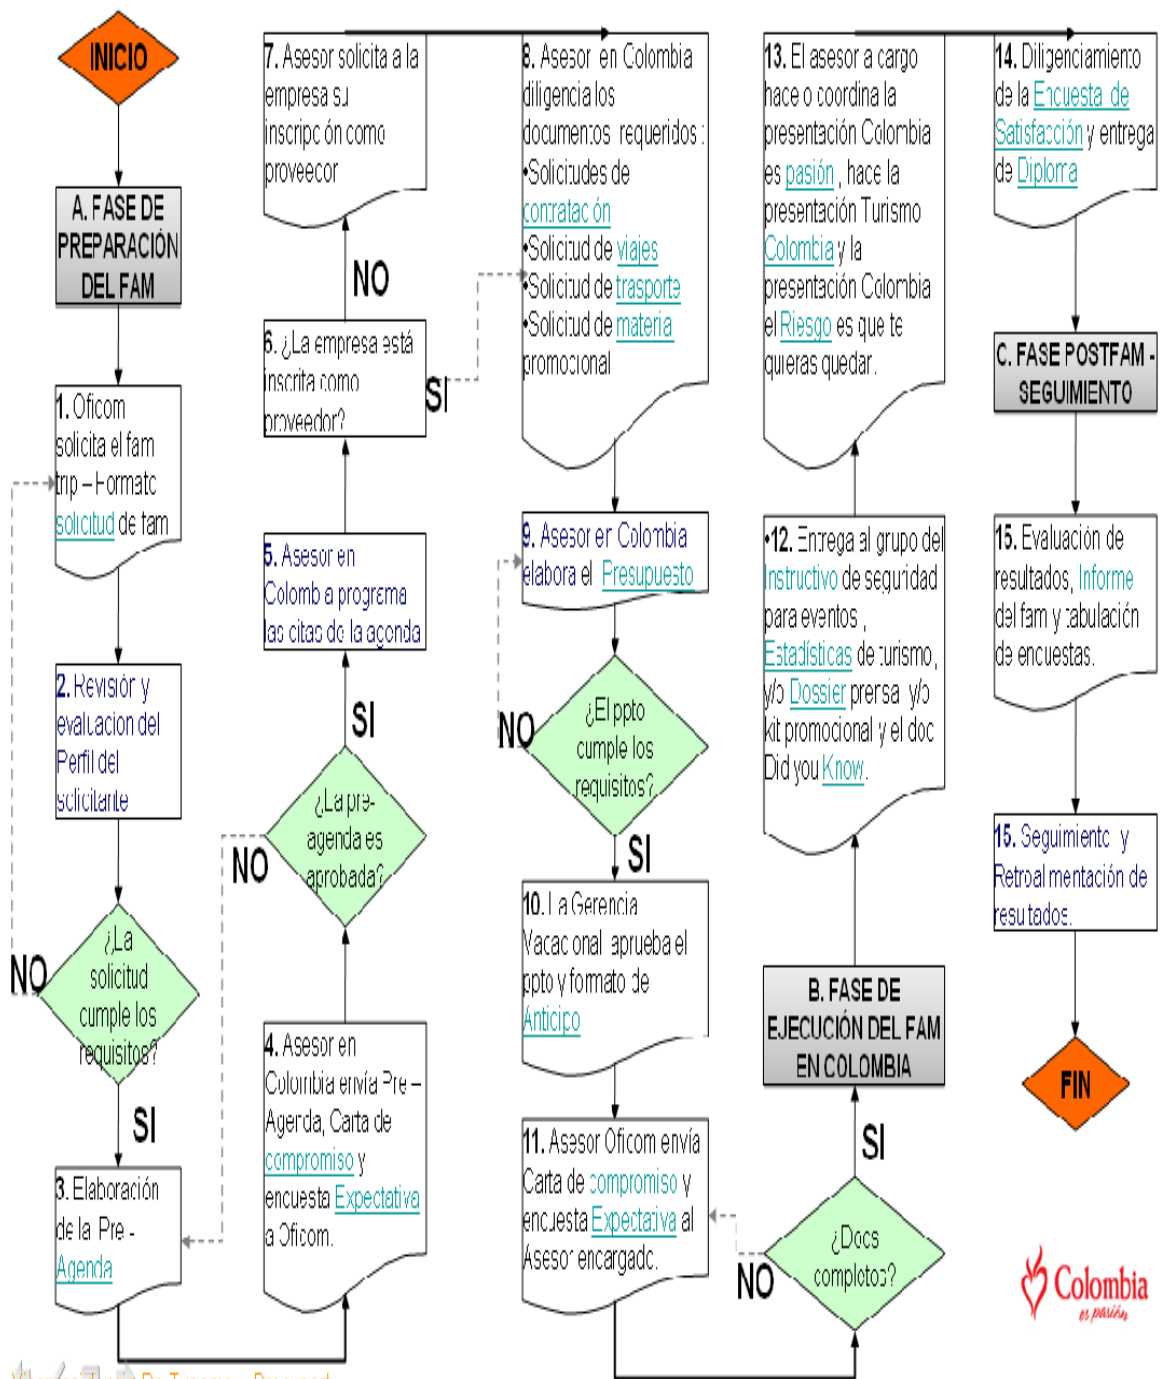 INICIO
A. FASE DE
PREPARACIÓN
DEL FAM
1. Oficom
solicita el fam
trip – Formato
solicitud de fam
2. Revisión y
evaluacion del
Perfil del
solicitante
¿La
solicitud
cumple los
requisitos?
NO
SI
3. Elaboración
de la Pre -
Agenda
4. Asesor en
Colombia envía Pre –
Agenda, Carta de
compromiso y
encuesta Expectativa
a Oficom.
¿La pre-
agenda es
aprobada?
NO
SI
5. Asesor en
Colombia programa
las citas de la agenda
6. ¿La empresa está
inscrita como
proveedor?
NO
SI
7. Asesor solicita a la
empresa su
inscripción como
proveedor
8. Asesor en Colombia
diligencia los
documentos requeridos :
•Solicitudes de
contratación
•Solicitud de viajes
•Solicitud de trasporte
•Solicitud de materia
promocional
9. Asesor en Colombia
elabora el Presupuesto
¿El ppto
cumple los
requisitos?
NO
SI
10. La Gerencia
Vacacional aprueba el
ppto y formato de
Anticipo
11. Asesor Oficom envía
Carta de compromiso y
encuesta Expectativa al
Asesor encargado.
¿Docs
completos?
NO
SI
B. FASE DE
EJECUCIÓN DEL FAM
EN COLOMBIA
•12. Entrega al grupo del
Instructivo de seguridad
para eventos ,
Estadísticas de turismo,
y/o Dossier prensa y/o
kit promocional y el doc
Did you Know.
13. El asesor a cargo
hace o coordina la
presentación Colombia
es pasión , hace la
presentación Turismo
Colombia y la
presentación Colombia
el Riesgo es que te
quieras quedar.
14. Diligenciamiento
de la Encuesta de
Satisfacción y entrega
de Diploma
C. FASE POSTFAM -
SEGUIMIENTO
15. Evaluación de
resultados, Informe
del fam y tabulación
de encuestas.
15. Seguimiento y
Retroalimentación de
resultados.
FIN
Colombia
es pasión